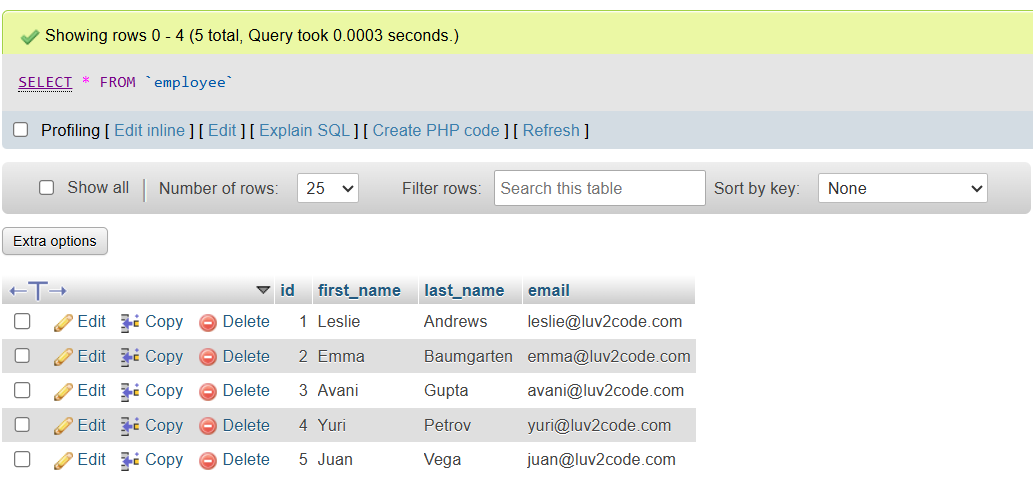 Showing rows 0 - 4 (5 total, Query took 0.0003 seconds.)
SELECT * FROM `employee`
Profiling [ Edit inline ] [ Edit ] [ Explain SQL ] [ Create PHP code ] [ Refresh ]
Show all Number of rows: 25 Filter rows: Search this table Sort by key: None
Extra options
id first_name last_name email
Edit Copy Delete 1 Leslie Andrews leslie@luv2code.com
Edit Copy Delete 2 Emma Baumgarten emma@luv2code.com
Edit Copy Delete 3 Avani Gupta avani@luv2code.com
Edit Copy Delete 4 Yuri Petrov yuri@luv2code.com
Edit Copy Delete 5 Juan Vega juan@luv2code.com